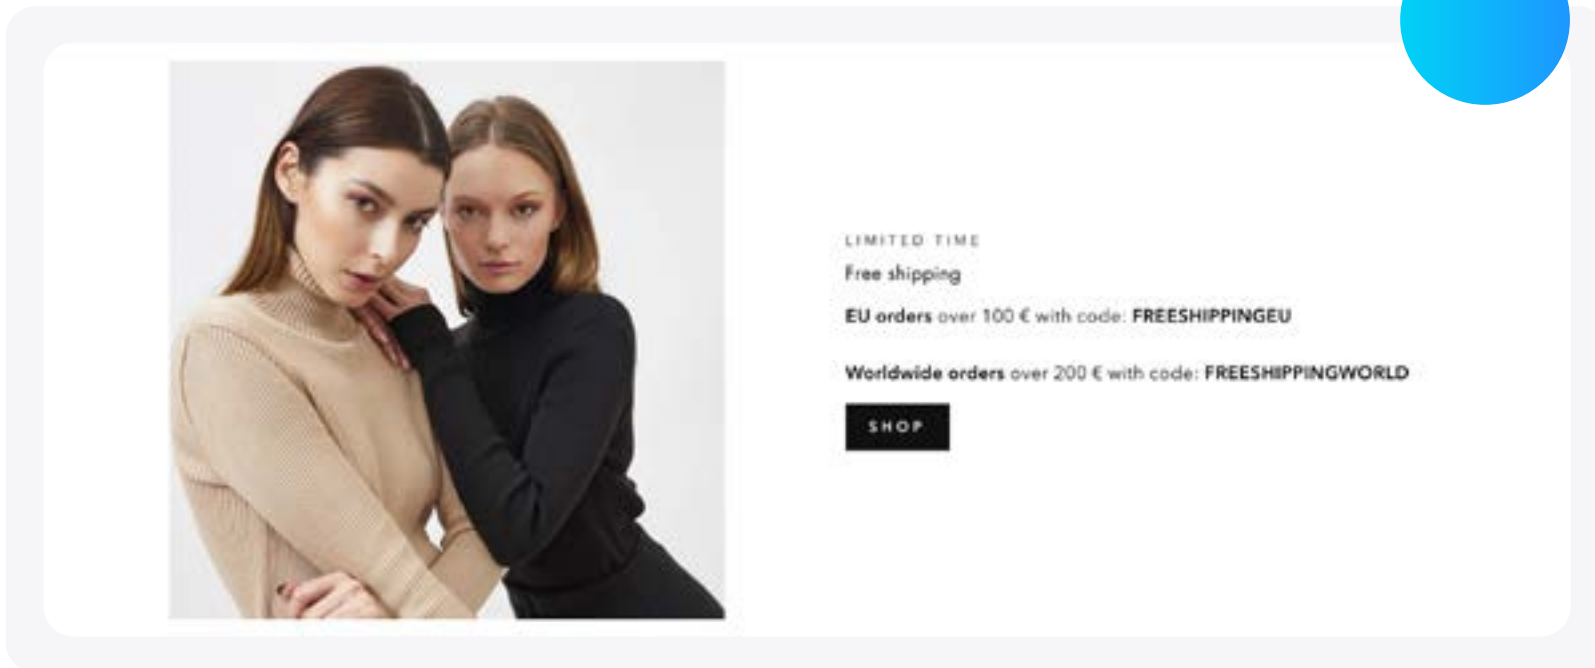 LIMITED TIME
Free shipping
EU orders over 100 € with code: FREESHIPPINGEU
Worldwide orders over 200 € with code: FREESHIPPINGWORLD
SHOP